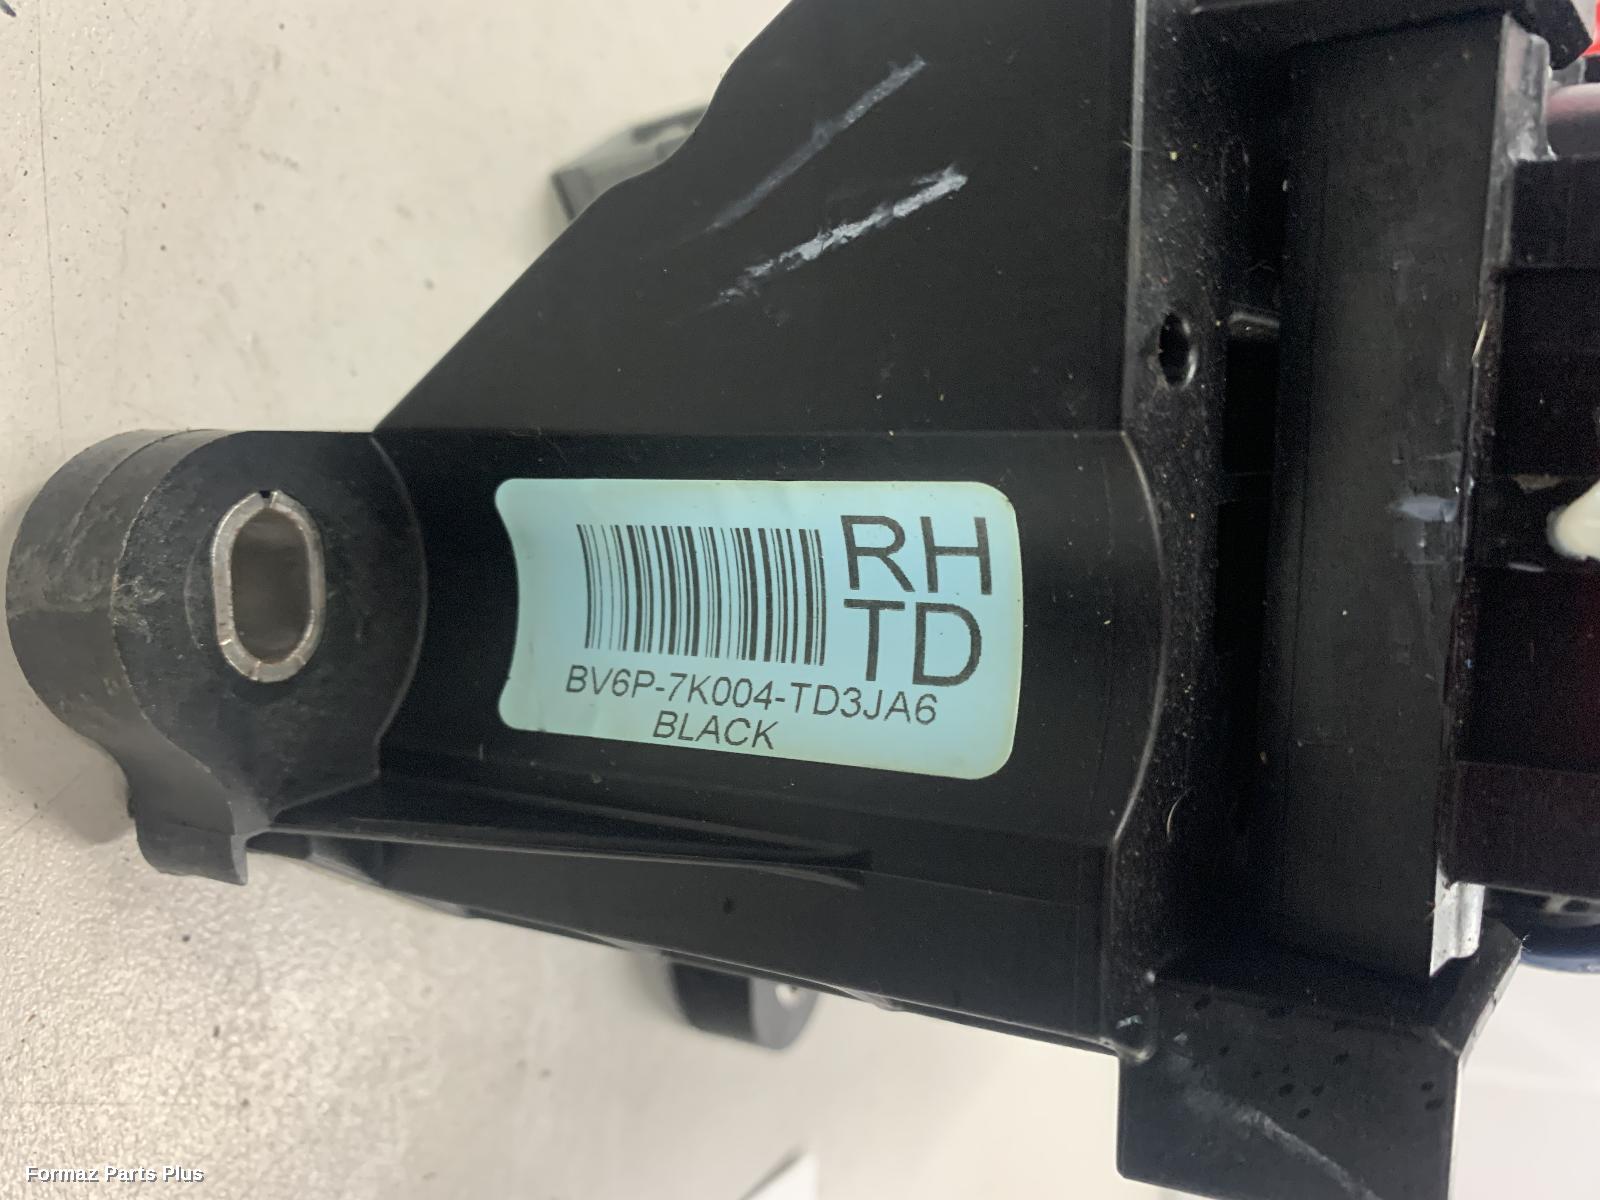 RH
TD
BV6P-7K004-TD3JA6
BLACK
Formaz Parts Plus